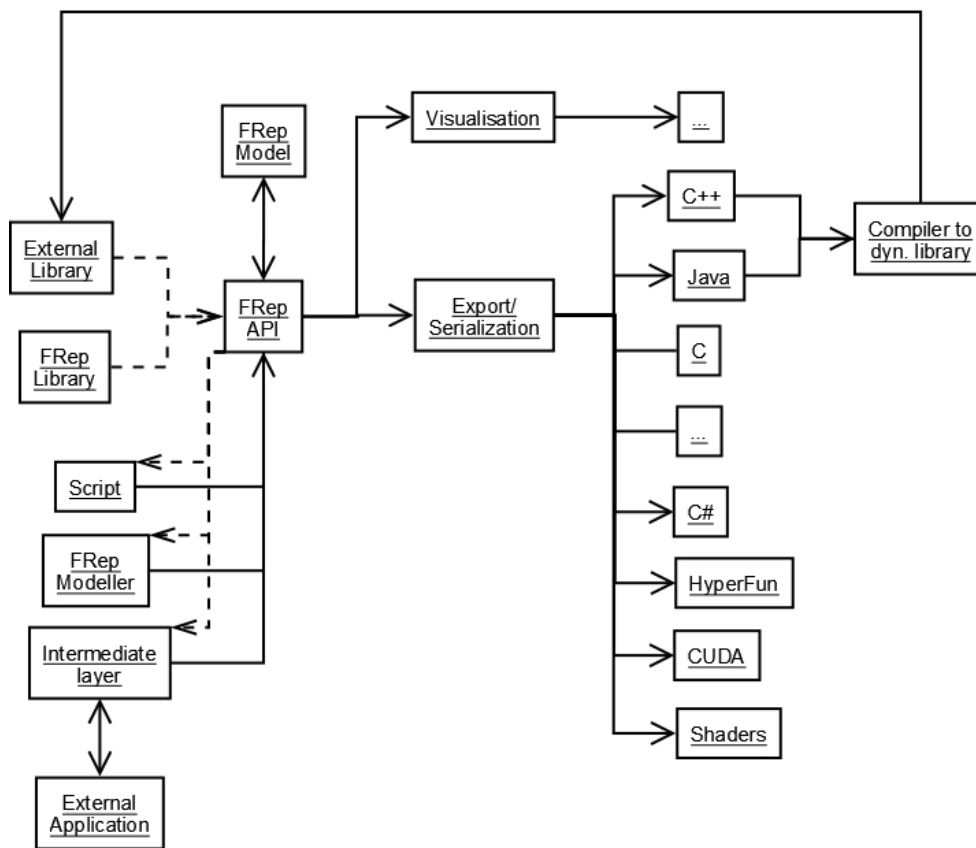 FRep
Model
Visualisation
...
External
Library
C++
Compiler to
dyn. library
Java
FRep
API
Export/
Serialization
FRep
Library
C
...
Script
C#
FRep
Modeller
HyperFun
Intermediate
layer
CUDA
Shaders
External
Application